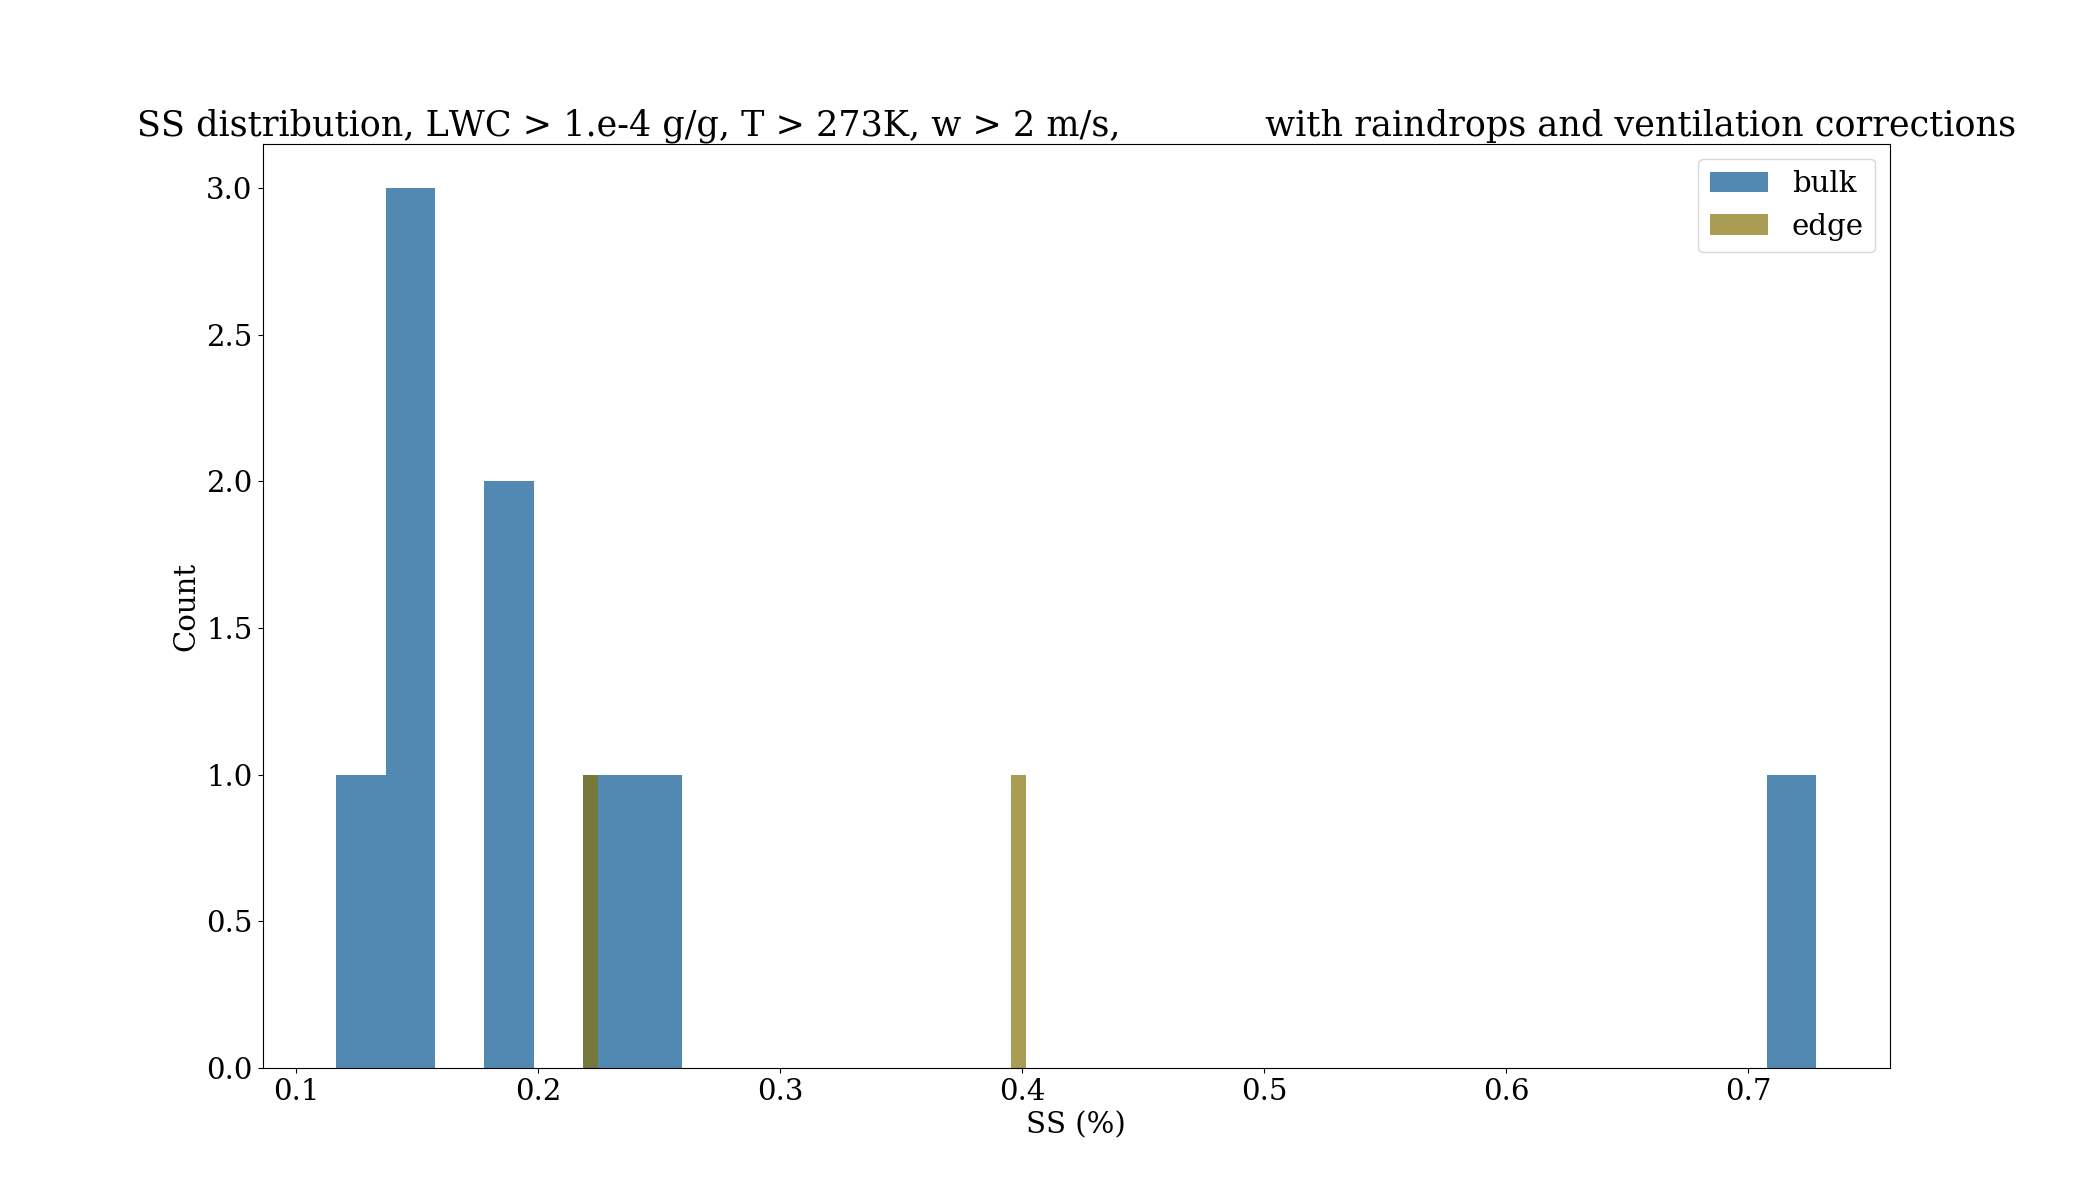 SS distribution, LWC > 1.e-4 g/g, T > 273K, w > 2 m/s, with raindrops and ventilation corrections
bulk
edge
3.0
2.5
2.0
1.5
1.0
0.5
0.0
Count
0.1 0.2 0.3 0.4 0.5 0.6 0.7
SS (%)